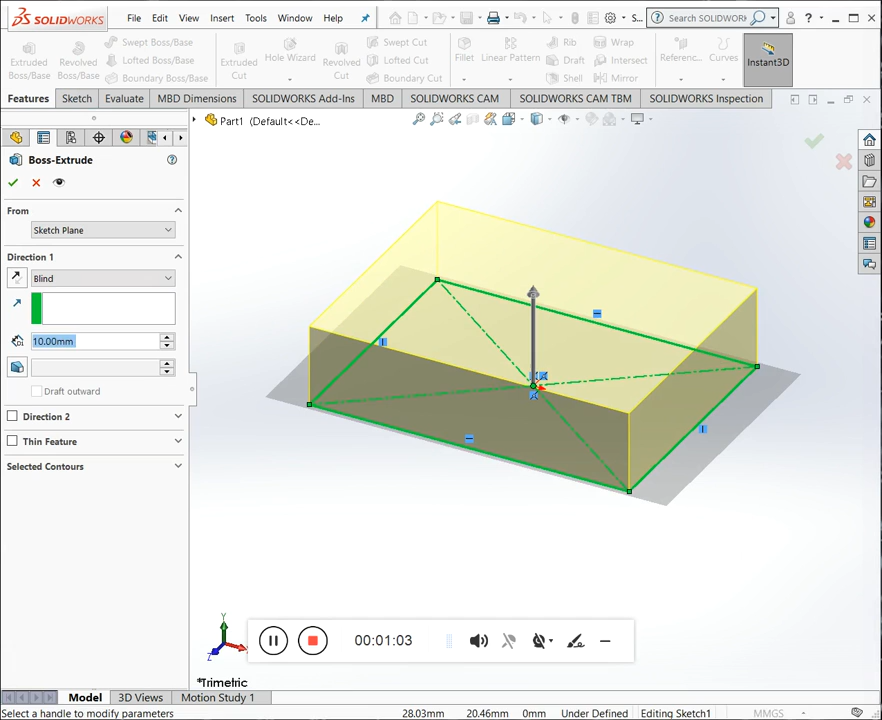 SOLIDWORKS File Edit View Insert Tools Window Help S... Search SOLIDWORK
Extruded Boss/Base
Revolved Boss/Base
Swept Boss/Base
Lofted Boss/Base
Boundary Boss/Base
Extruded Cut
Hole Wizard
Revolved Cut
Swept Cut
Lofted Cut
Boundary Cut
Fillet
Linear Pattern
Rib
Draft
Shell
Wrap
Intersect
Mirror
Referenc...
Curves
Instant3D
Features Sketch Evaluate MBD Dimensions SOLIDWORKS Add-Ins MBD SOLIDWORKS CAM SOLIDWORKS CAM TBM SOLIDWORKS Inspection
Part1 (Default<<De...
Boss-Extrude
From
Sketch Plane
Direction 1
Blind
10.00mm
Draft outward
Direction 2
Thin Feature
Selected Contours
Y
Z
00:01:03
*Trimetric
Model 3D Views Motion Study 1
Select a handle to modify parameters 28.03mm 20.46mm 0mm Under Defined Editing Sketch1 MMGS